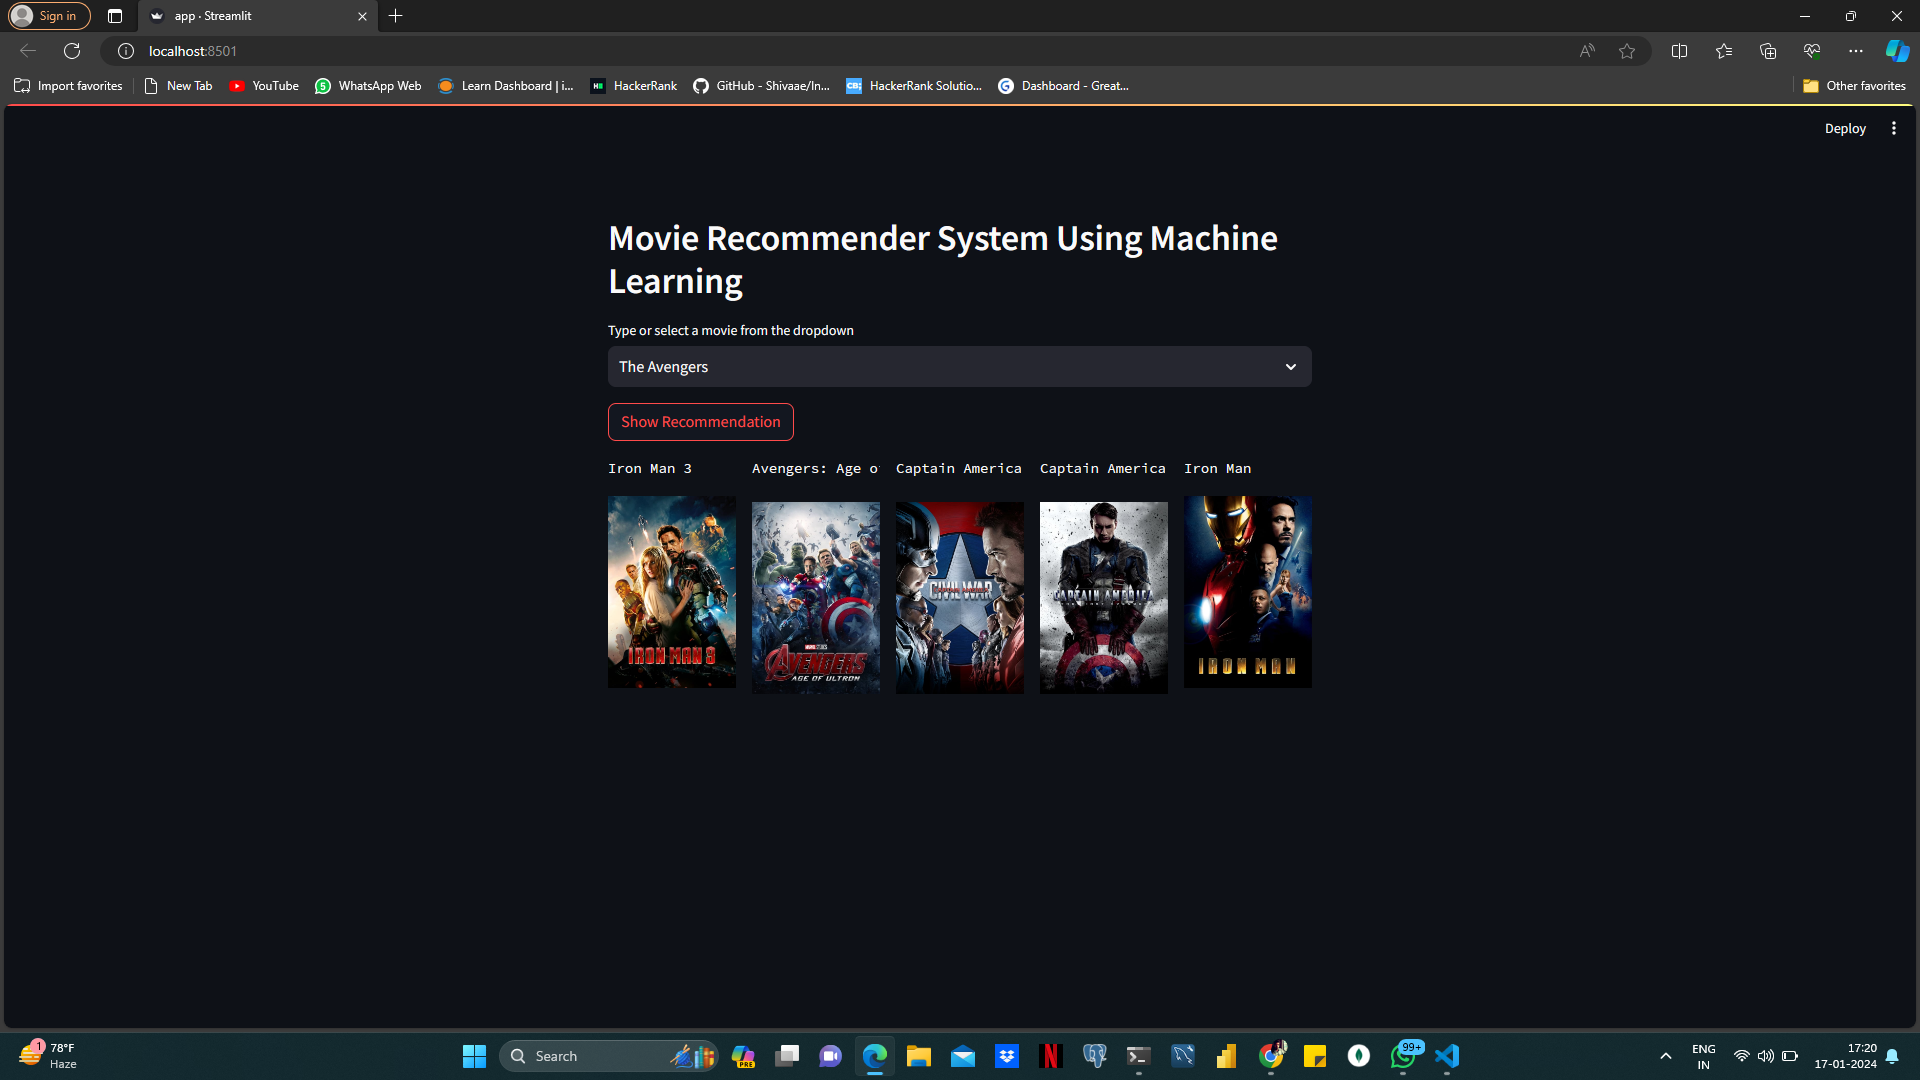 Sign in
app · Streamlit
localhost:8501
Import favorites
New Tab
YouTube
WhatsApp Web
Learn Dashboard | i...
HackerRank
GitHub - Shivaae/In...
HackerRank Solutio...
Dashboard - Great...
Other favorites
Deploy
Movie Recommender System Using Machine
Learning
Type or select a movie from the dropdown
The Avengers
Show Recommendation
Iron Man 3
Avengers: Age o
Captain America
Captain America
Iron Man
IRON MAN 3
AVENGERS
AGE OF ULTRON
CIVIL WAR
CAPTAIN AMERICA
IRON MAN
1
78°F
Haze
Search
PRE
99+
ENG
IN
17:20
17-01-2024